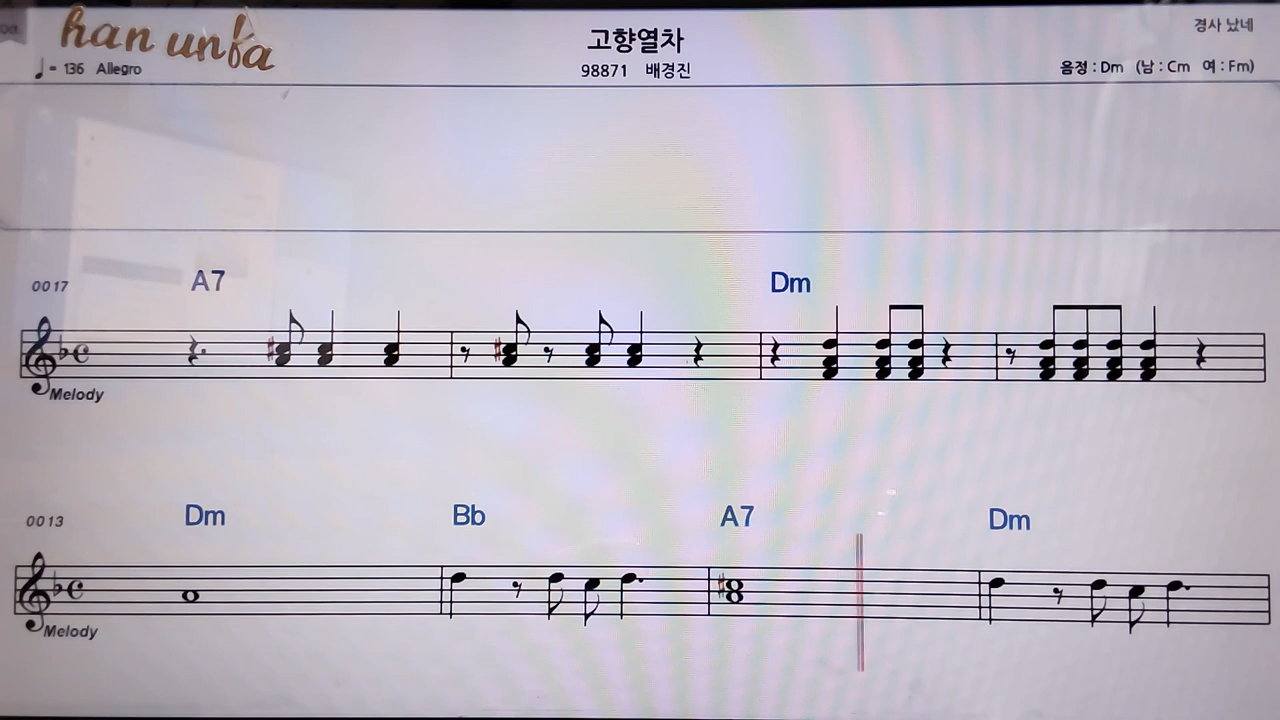 han unfa
고향열차
경사 났네
♩= 136 Allegro
98871 배경진
음정 : Dm (남 : Cm 여 : Fm)
0017 A7 Dm
Melody
0013 Dm Bb A7 Dm
Melody